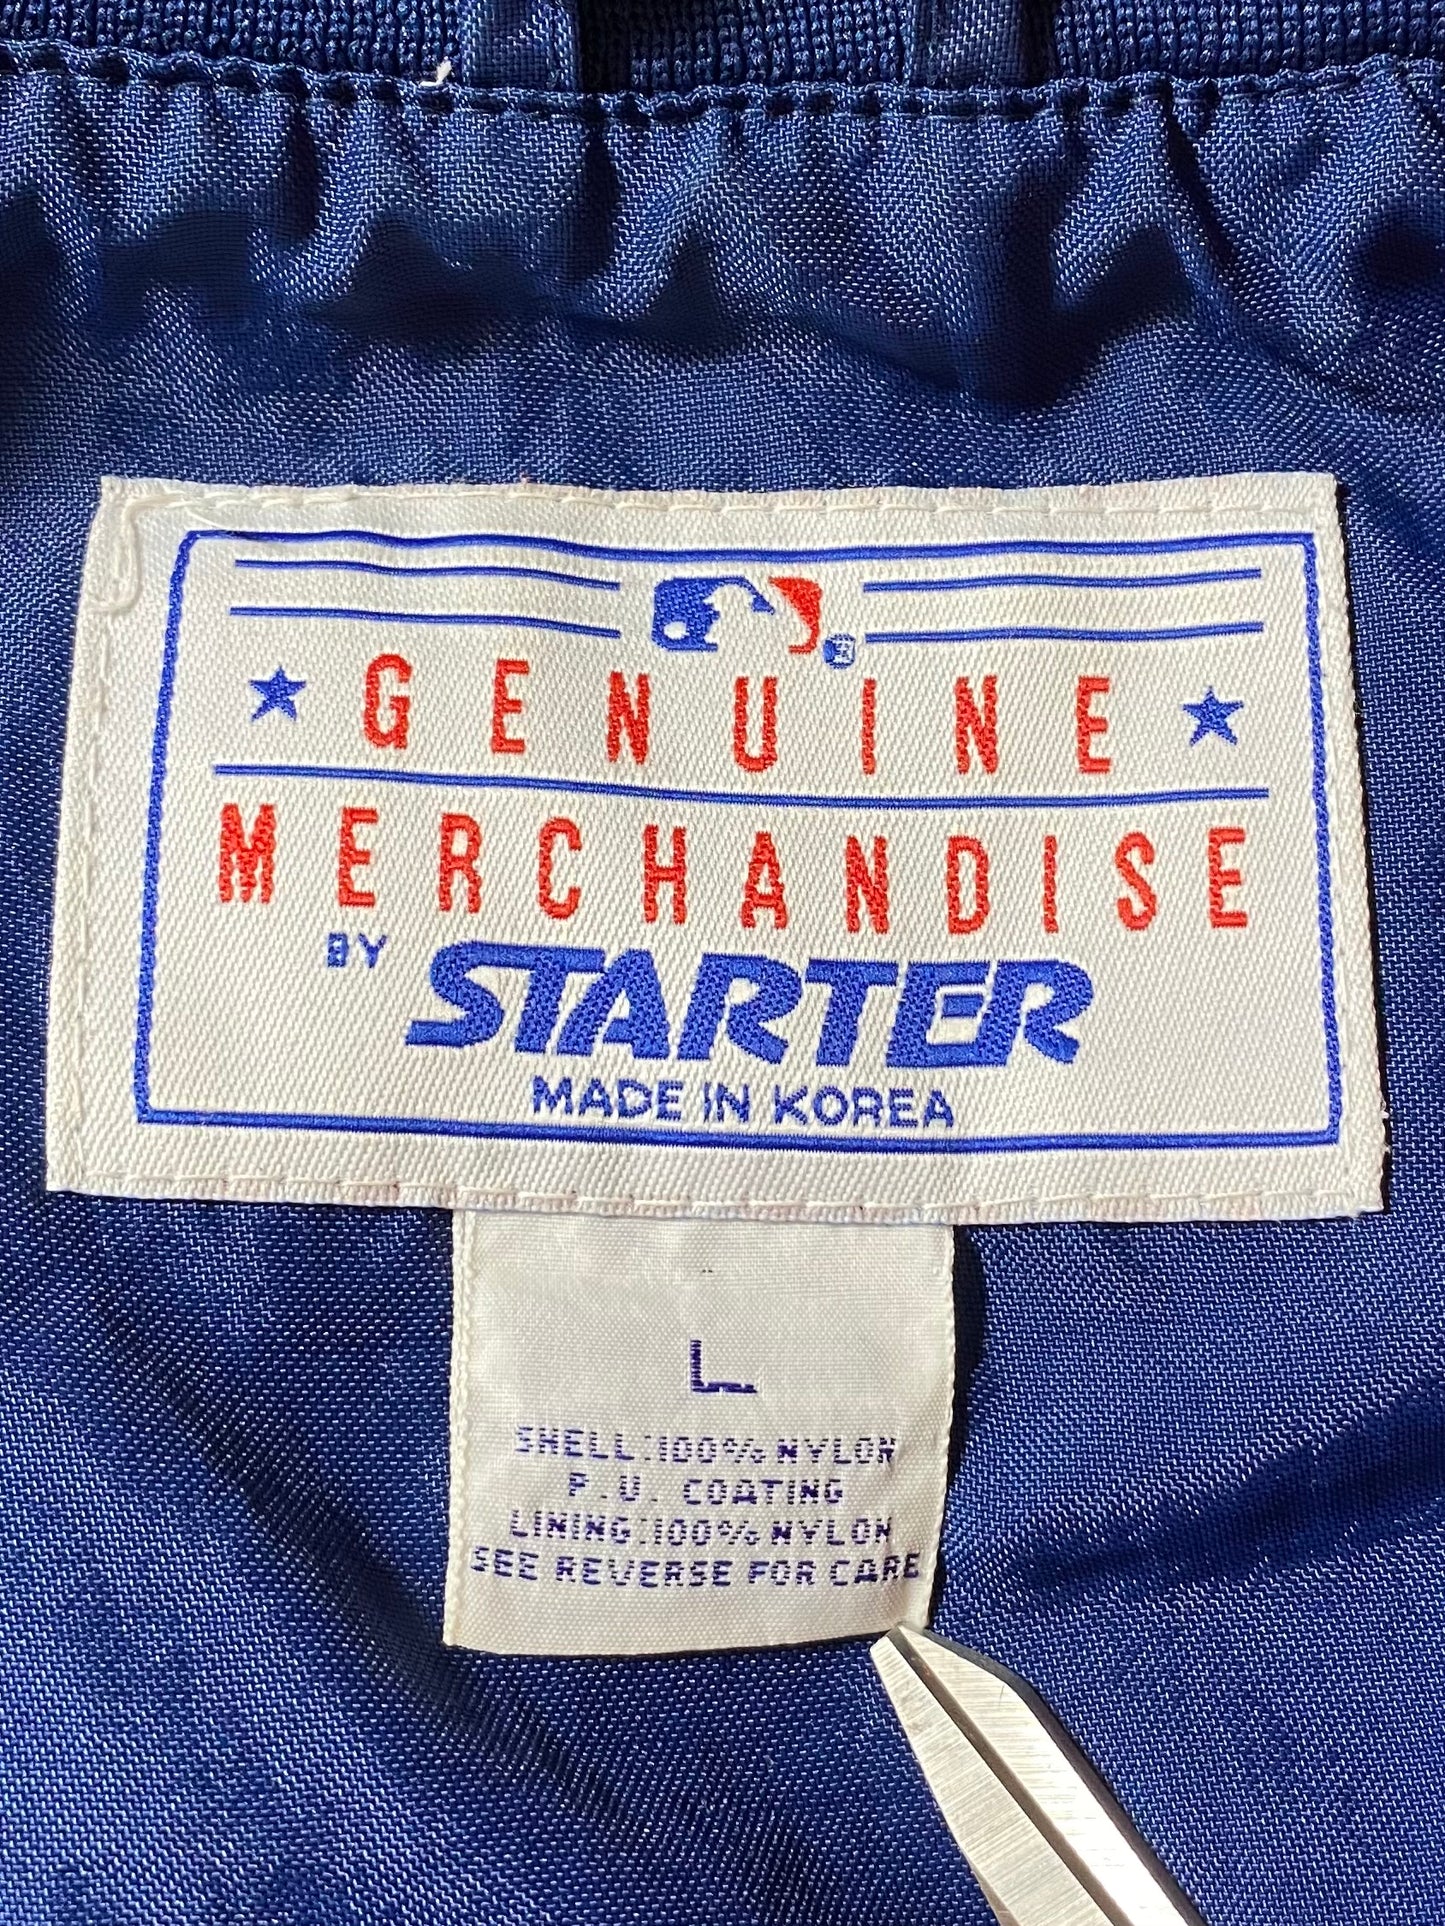 GENUINE
MERCHANDISE
BY STARTER
MADE IN KOREA
L
SHELL:100% NYLON
P.U. COATING
LINING:100% NYLON
SEE REVERSE FOR CARE